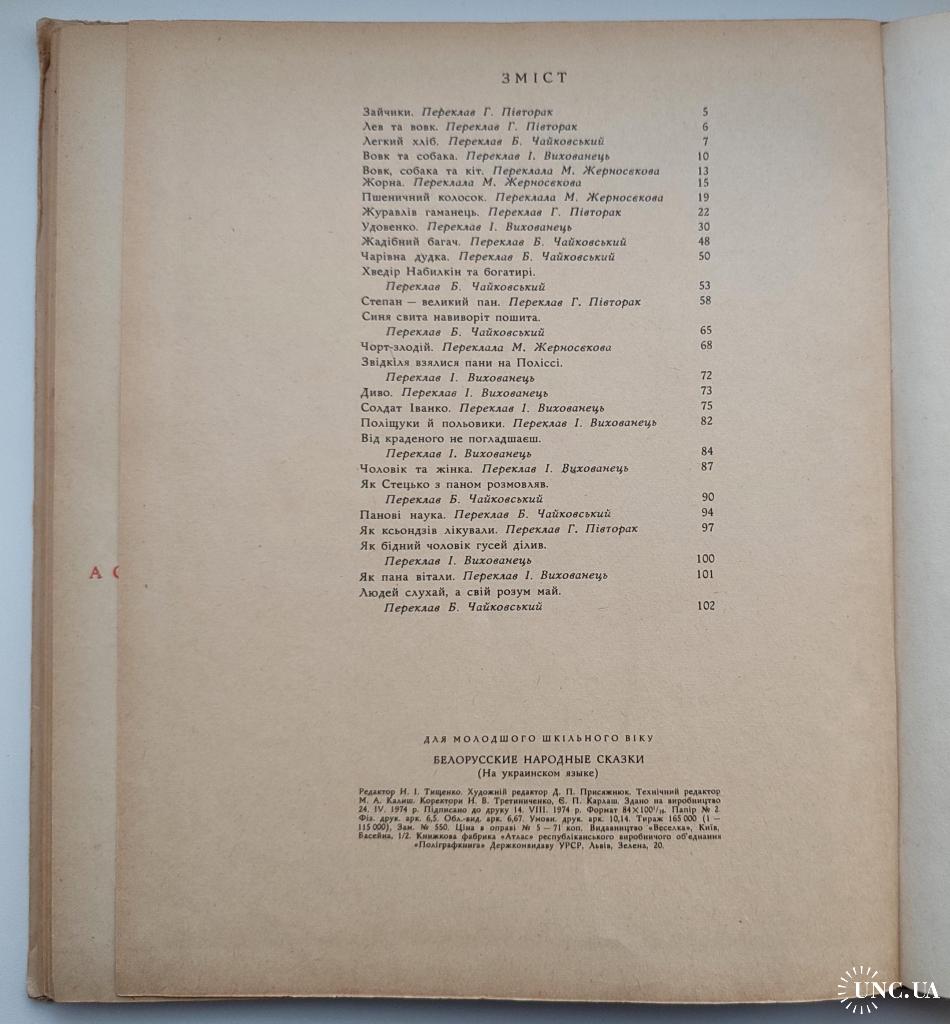 ЗМІСТ
Зайчики. Переклав Г. Півторак 5
Лев та вовк. Переклав Г. Півторак 6
Легкий хліб. Переклав Б. Чайковський 7
Вовк та собака. Переклав І. Вихованець 10
Вовк, собака та кіт. Переклала М. Жерносєкова 13
Жорна. Переклала М. Жерносєкова 15
Пшеничний колосок. Переклала М. Жерносєкова 19
Журавлів гаманець. Переклав Г. Півторак 22
Удовенко. Переклав І. Вихованець 30
Жадібний багач. Переклав Б. Чайковський 48
Чарівна дудка. Переклав Б. Чайковський 50
Хведір Набилкін та богатирі.
Переклав Б. Чайковський 53
Степан — великий пан. Переклав Г. Півторак 58
Синя свита навиворіт пошита.
Переклав Б. Чайковський 65
Чорт-злодій. Переклала М. Жерносєкова 68
Звідкіля взялися пани на Поліссі.
Переклав І. Вихованець 72
Диво. Переклав І. Вихованець 73
Солдат Іванко. Переклав І. Вихованець 75
Поліщуки й польовики. Переклав І. Вихованець 82
Від краденого не погладшаєш.
Переклав І. Вихованець 84
Чоловік та жінка. Переклав І. Вихованець 87
Як Стецько з паном розмовляв.
Переклав Б. Чайковський 90
Панові наука. Переклав Б. Чайковський 94
Як ксьондзів лікували. Переклав Г. Півторак 97
Як бідний чоловік гусей ділив.
Переклав І. Вихованець 100
Як пана вітали. Переклав І. Вихованець 101
Людей слухай, а свій розум май.
Переклав Б. Чайковський 102
А С
ДЛЯ МОЛОДШОГО ШКІЛЬНОГО ВІКУ
БЕЛОРУССКИЕ НАРОДНЫЕ СКАЗКИ
(На украинском языке)
Редактор Н. І. Тищенко. Художній редактор Д. П. Присяжнюк. Технічний редактор
М. А. Калиш. Коректори Н. В. Третиниченко, Є. П. Карлаш. Здано на виробництво
24. IV. 1974 р. Підписано до друку 14. VIII. 1974 р. Формат 84×100¹/₁₆. Папір № 2.
Фіз. друк. арк. 6,5. Обл.-вид. арк. 6,67. Умовн. друк. арк. 10,14. Тираж 165 000 (1—
115 000), Зам. № 550. Ціна в оправі № 5 — 71 коп. Видавництво «Веселка», Київ,
Басейна, 1/2. Книжкова фабрика «Атлас» республіканського виробничого об'єднання
«Поліграфкнига» Держкомвидаву УРСР, Львів, Зелена, 20.
UNC.UA